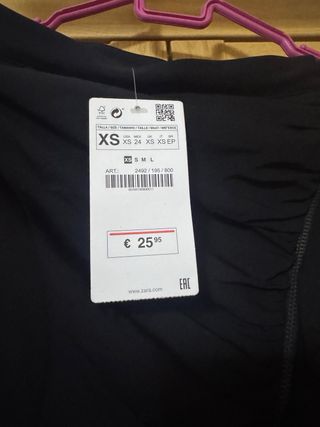 TALLA / SIZE / TAMANHO / TAILLE / MAAT / ΜΕΓΕΘΟΣ
XS
USA MEX UK IT BR
XS 24 XS XS EP
XS S M L
ART: 2492 / 195 / 800
€ 25 95
www.zara.com
EAC